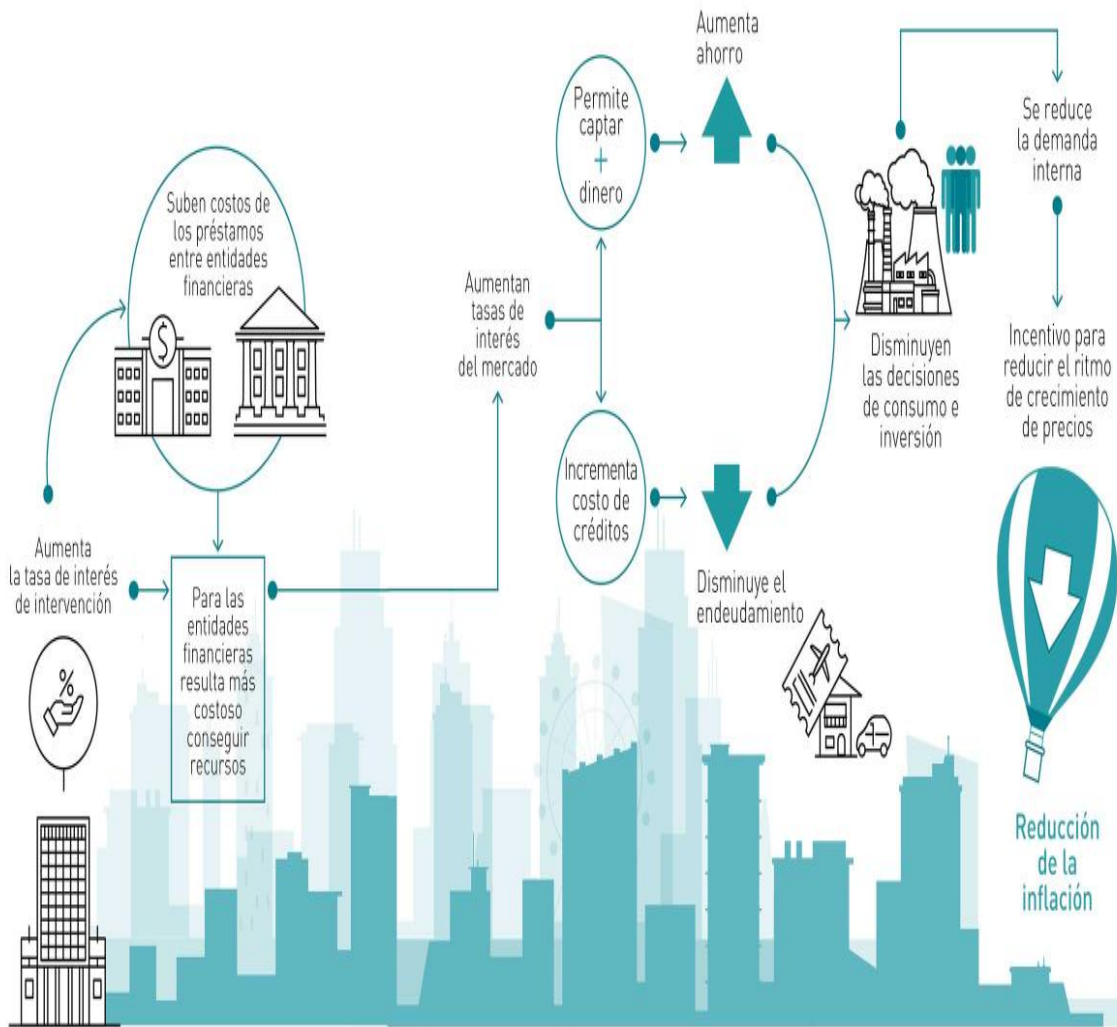 Aumenta
la tasa de interés
de intervención
%
Suben costos de
los préstamos
entre entidades
financieras
$
Para las
entidades
financieras
resulta más
costoso
conseguir
recursos
Aumentan
tasas de
interés
del mercado
Permite
captar
+
dinero
Aumenta
ahorro
Incrementa
costo de
créditos
Disminuye el
endeudamiento
Disminuyen
las decisiones
de consumo e
inversión
Se reduce
la demanda
interna
Incentivo para
reducir el ritmo
de crecimiento
de precios
Reducción
de la
inflación